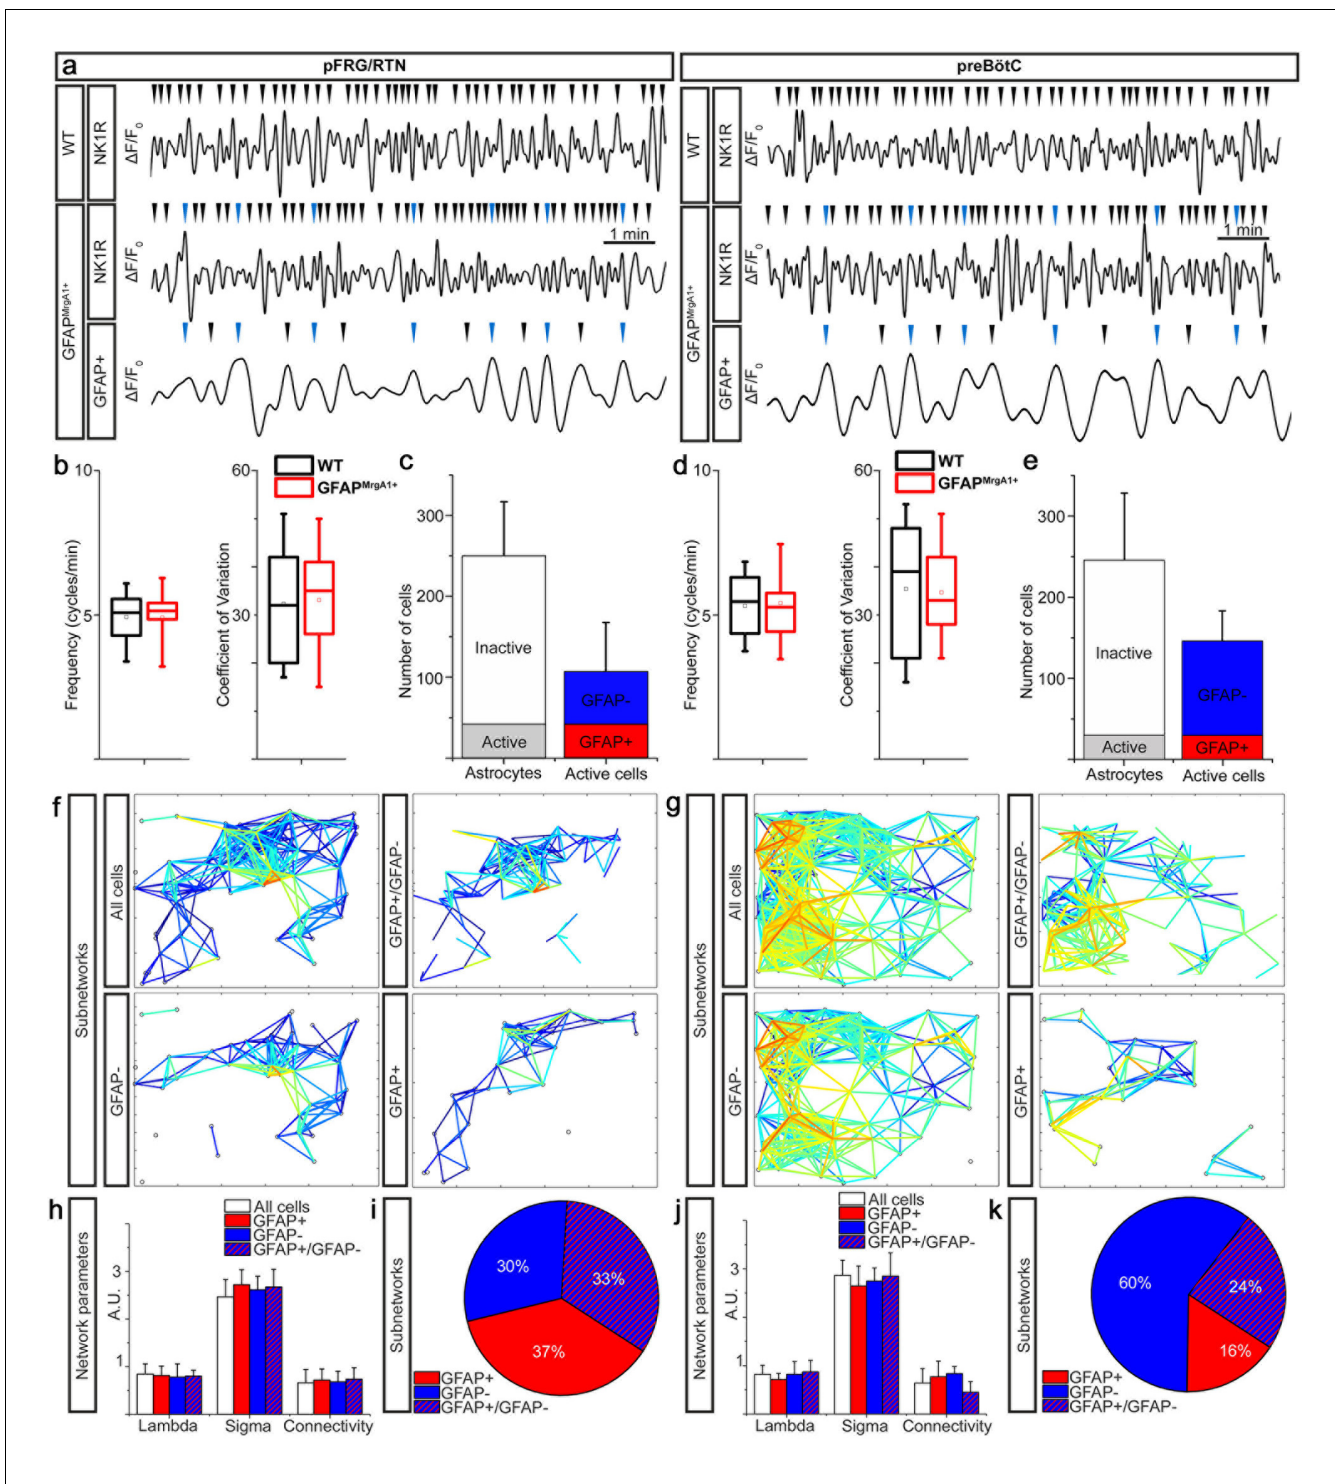 a
pFRG/RTN
WT
NK1R
ΔF/F0
GFAPMrgA1+
NK1R
ΔF/F0
1 min
GFAP+
ΔF/F0
preBötC
WT
NK1R
ΔF/F0
GFAPMrgA1+
NK1R
ΔF/F0
1 min
GFAP+
ΔF/F0
b
10
5
Frequency (cycles/min)
60
30
Coefficient of Variation
WT
GFAPMrgA1+
c
300
200
100
Number of cells
Inactive
Active
GFAP-
GFAP+
Astrocytes
Active cells
d
10
5
Frequency (cycles/min)
60
30
Coefficient of Variation
WT
GFAPMrgA1+
e
300
200
100
Number of cells
Inactive
Active
GFAP-
GFAP+
Astrocytes
Active cells
f
Subnetworks
All cells
GFAP+/GFAP-
GFAP-
GFAP+
g
Subnetworks
All cells
GFAP+/GFAP-
GFAP-
GFAP+
h
Network parameters
A.U.
3
1
All cells
GFAP+
GFAP-
GFAP+/GFAP-
Lambda
Sigma
Connectivity
i
Subnetworks
30%
33%
37%
GFAP+
GFAP-
GFAP+/GFAP-
j
Network parameters
A.U.
3
1
All cells
GFAP+
GFAP-
GFAP+/GFAP-
Lambda
Sigma
Connectivity
k
Subnetworks
60%
24%
16%
GFAP+
GFAP-
GFAP+/GFAP-